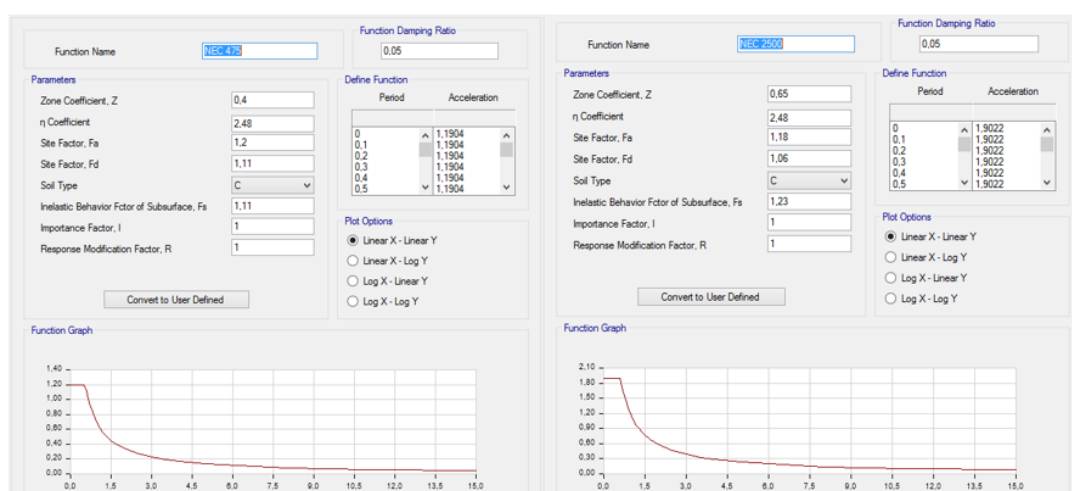 Function Name
NEC 475
Function Damping Ratio
0,05
Parameters
Zone Coefficient, Z
0,4
η Coefficient
2,48
Site Factor, Fa
1,2
Site Factor, Fd
1,11
Soil Type
C
Inelastic Behavior Fctor of Subsurface, Fs
1,11
Importance Factor, I
1
Response Modification Factor, R
1
Convert to User Defined
Define Function
Period Acceleration
0 1,1904
0,1 1,1904
0,2 1,1904
0,3 1,1904
0,4 1,1904
0,5 1,1904
Plot Options
Linear X - Linear Y
Linear X - Log Y
Log X - Linear Y
Log X - Log Y
Function Graph
1,40
1,20
1,00
0,80
0,60
0,40
0,20
0,00
0,0 1,5 3,0 4,5 6,0 7,5 9,0 10,5 12,0 13,5 15,0
Function Name
NEC 2500
Function Damping Ratio
0,05
Parameters
Zone Coefficient, Z
0,65
η Coefficient
2,48
Site Factor, Fa
1,18
Site Factor, Fd
1,06
Soil Type
C
Inelastic Behavior Fctor of Subsurface, Fs
1,23
Importance Factor, I
1
Response Modification Factor, R
1
Convert to User Defined
Define Function
Period Acceleration
0 1,9022
0,1 1,9022
0,2 1,9022
0,3 1,9022
0,4 1,9022
0,5 1,9022
Plot Options
Linear X - Linear Y
Linear X - Log Y
Log X - Linear Y
Log X - Log Y
Function Graph
2,10
1,80
1,50
1,20
0,90
0,60
0,30
0,00
0,0 1,5 3,0 4,5 6,0 7,5 9,0 10,5 12,0 13,5 15,0